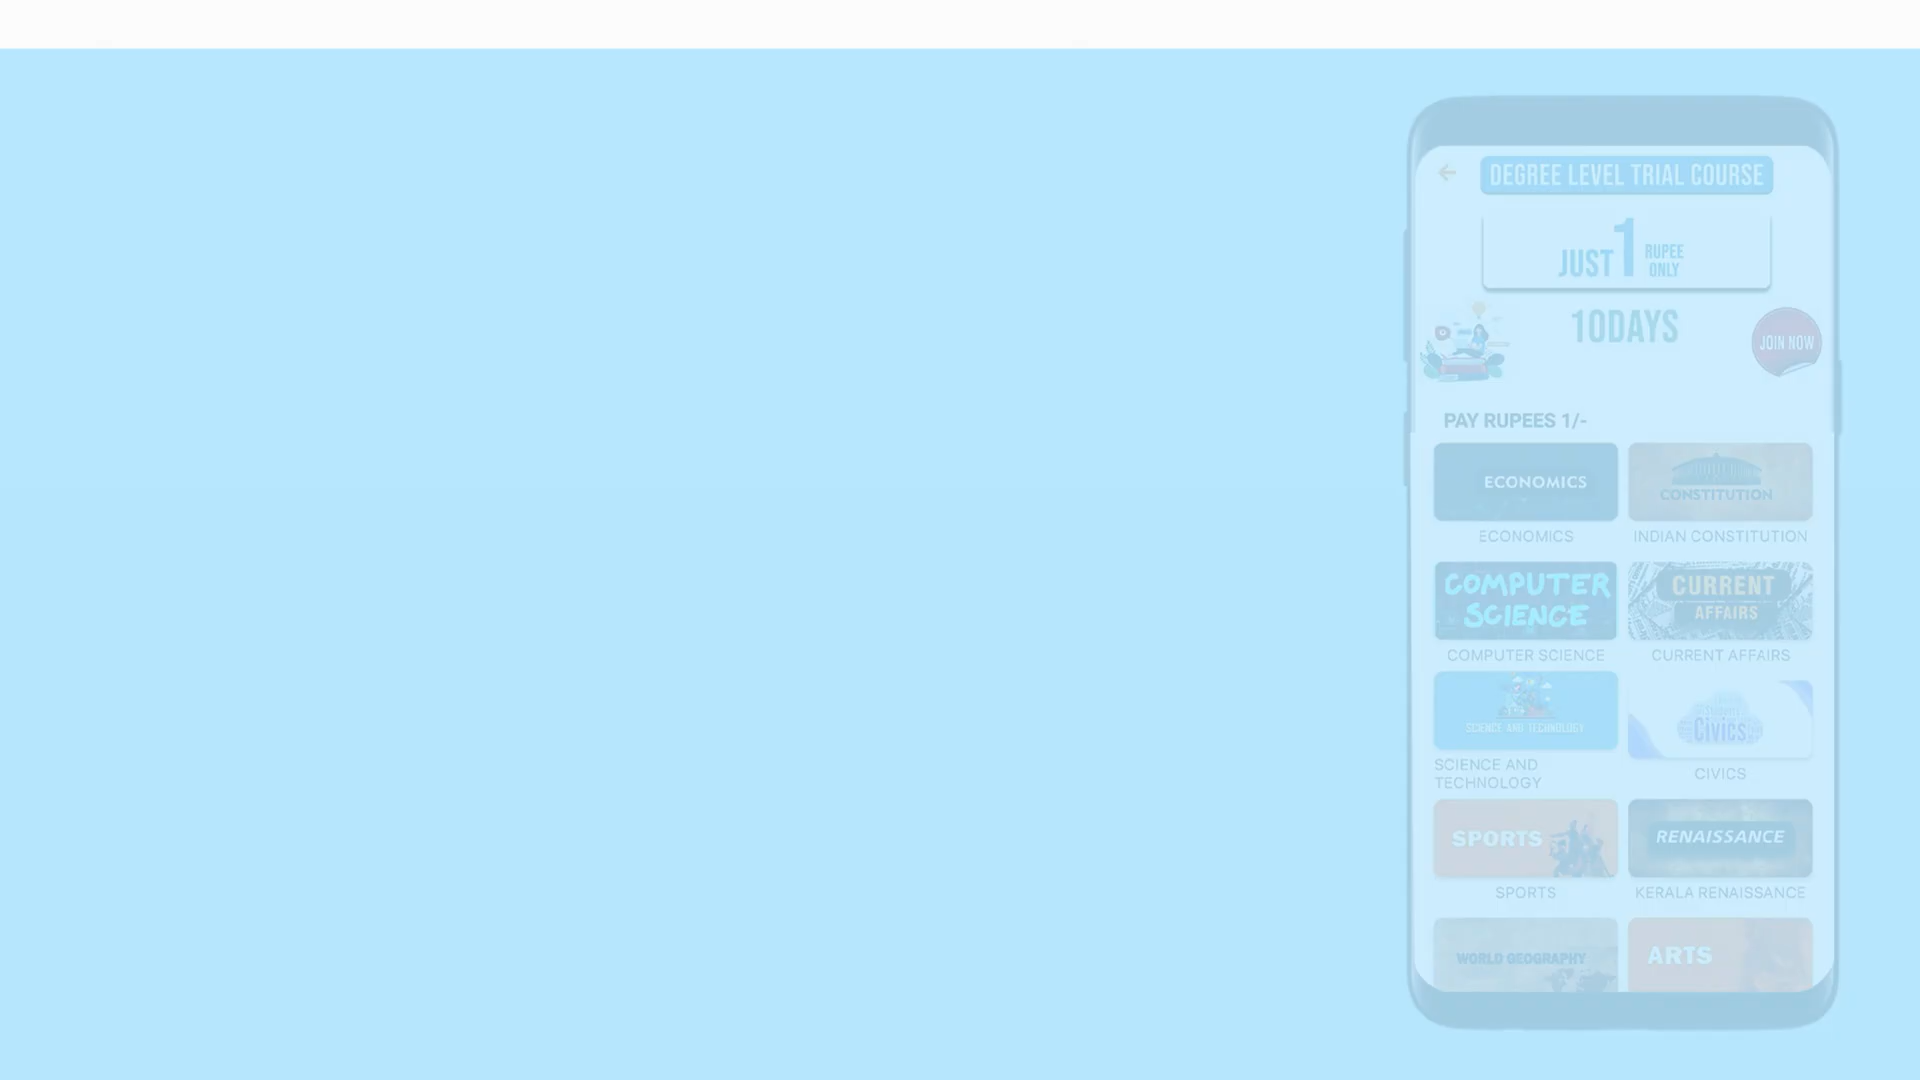 DEGREE LEVEL TRIAL COURSE
JUST 1 RUPEE ONLY
10DAYS
JOIN NOW
PAY RUPEES 1/-
ECONOMICS
CONSTITUTION
ECONOMICS
INDIAN CONSTITUTION
COMPUTER SCIENCE
CURRENT AFFAIRS
COMPUTER SCIENCE
CURRENT AFFAIRS
SCIENCE AND TECHNOLOGY
Civics
SCIENCE AND
TECHNOLOGY
CIVICS
SPORTS
RENAISSANCE
SPORTS
KERALA RENAISSANCE
WORLD GEOGRAPHY
ARTS